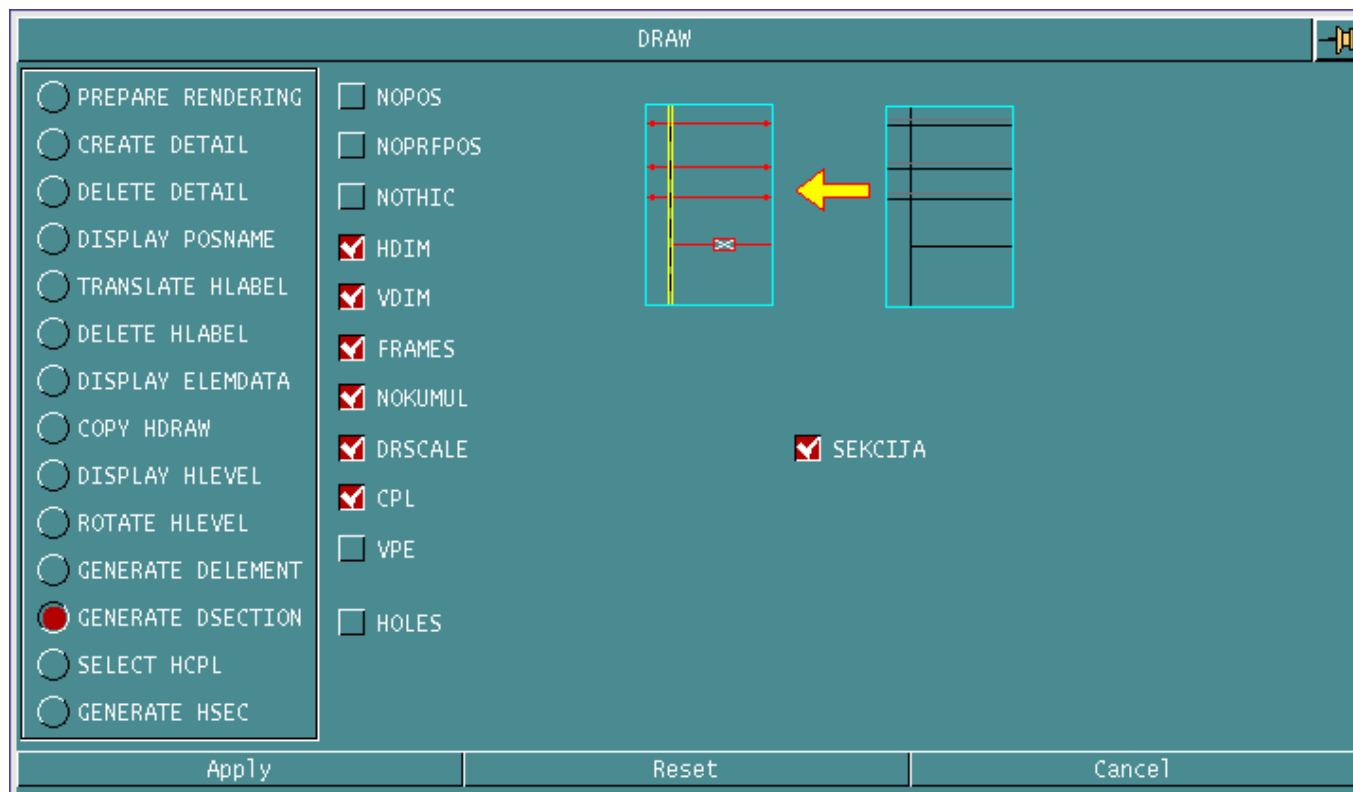 DRAW
PREPARE RENDERING
CREATE DETAIL
DELETE DETAIL
DISPLAY POSNAME
TRANSLATE HLABEL
DELETE HLABEL
DISPLAY ELEMDATA
COPY HDRAW
DISPLAY HLEVEL
ROTATE HLEVEL
GENERATE DELEMENT
GENERATE DSECTION
SELECT HCPL
GENERATE HSEC
NOPOS
NOPRFPOS
NOTHIC
HDIM
VDIM
FRAMES
NOKUMUL
DRSCALE
CPL
VPE
HOLES
SEKCIJA
Apply
Reset
Cancel